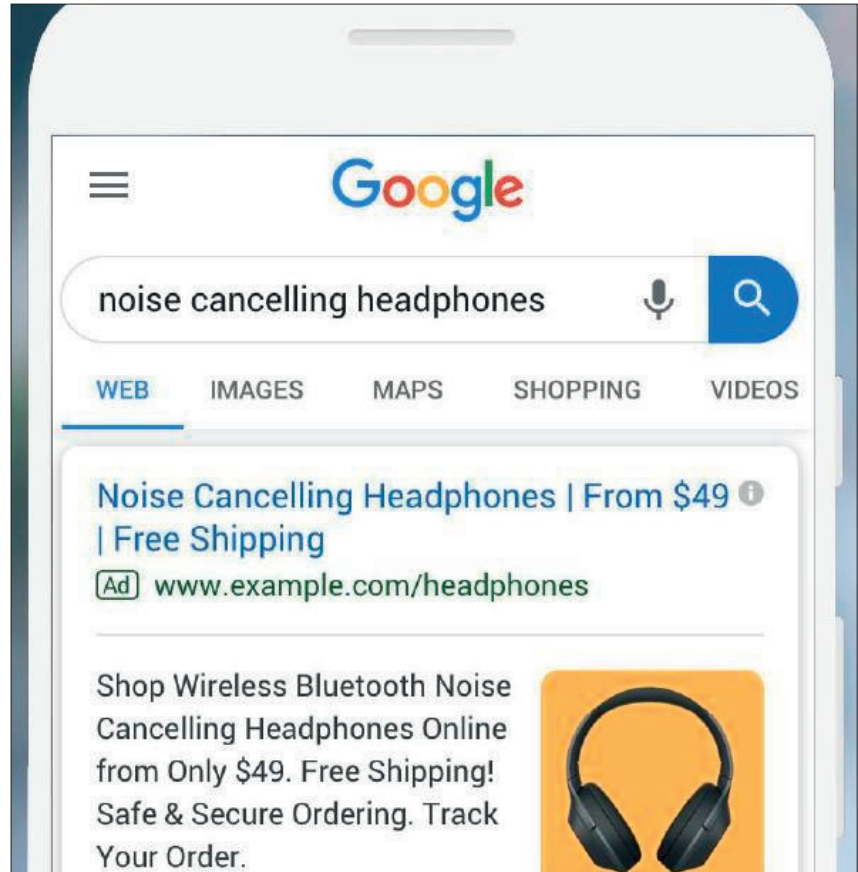 Google
noise cancelling headphones
WEB IMAGES MAPS SHOPPING VIDEOS
Noise Cancelling Headphones | From $49
| Free Shipping
Ad www.example.com/headphones
Shop Wireless Bluetooth Noise
Cancelling Headphones Online
from Only $49. Free Shipping!
Safe & Secure Ordering. Track
Your Order.